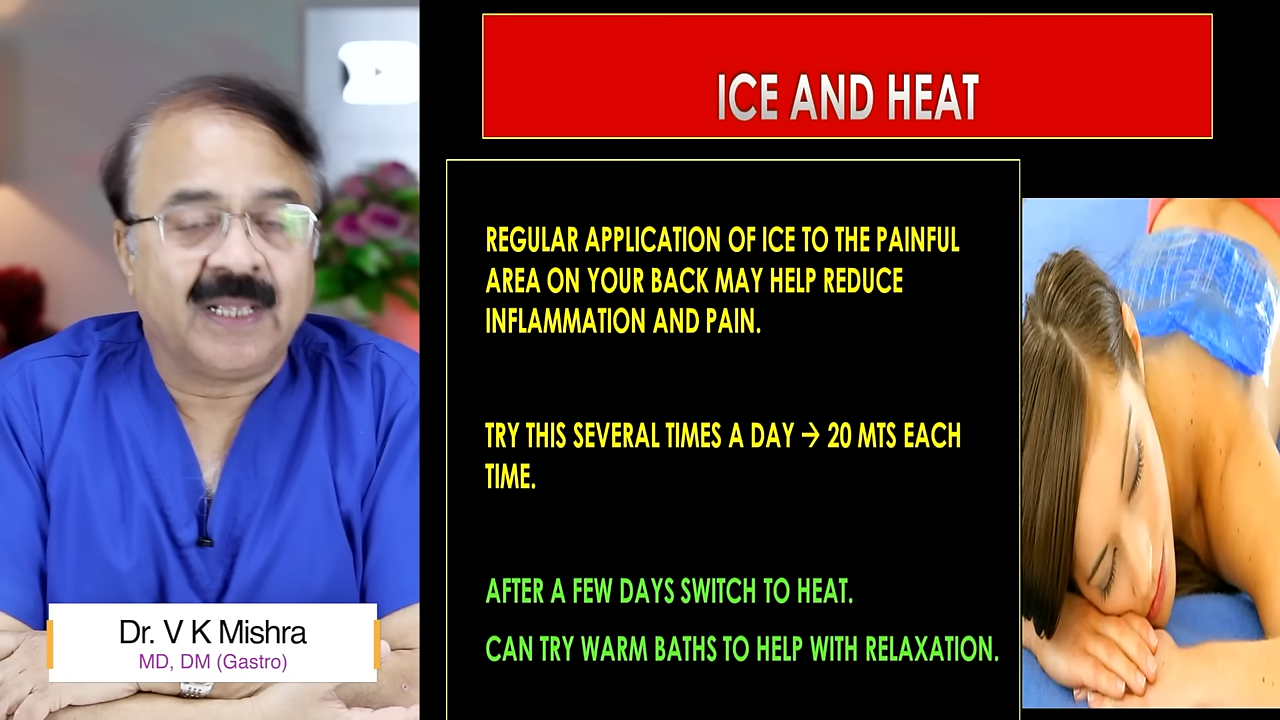 ICE AND HEAT
REGULAR APPLICATION OF ICE TO THE PAINFUL
AREA ON YOUR BACK MAY HELP REDUCE
INFLAMMATION AND PAIN.
TRY THIS SEVERAL TIMES A DAY → 20 MTS EACH
TIME.
AFTER A FEW DAYS SWITCH TO HEAT.
CAN TRY WARM BATHS TO HELP WITH RELAXATION.
Dr. V K Mishra
MD, DM (Gastro)